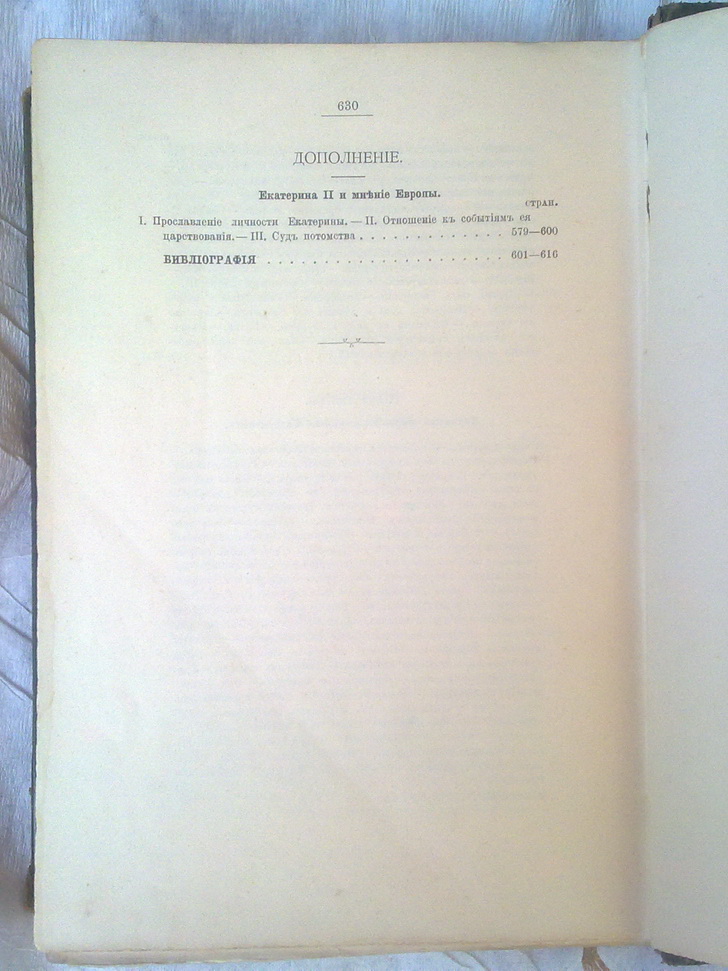 630
ДОПОЛНЕНІЕ.
Екатерина II и мнѣніе Европы.
стран.
I. Прославленіе личности Екатерины. — II. Отношеніе къ событіямъ ея
царствованія. — III. Судъ потомства . . . . . . . . . . . . . 579—600
БИБЛІОГРАФІЯ . . . . . . . . . . . . . . . . . . . . . 601—616